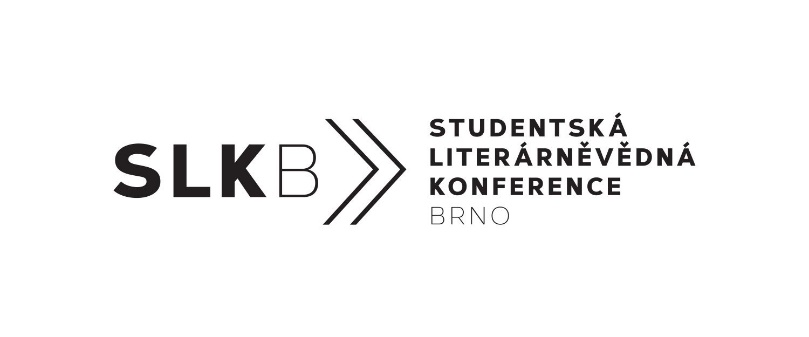 SLKB
STUDENTSKÁ
LITERÁRNĚVĚDNÁ
KONFERENCE
BRNO